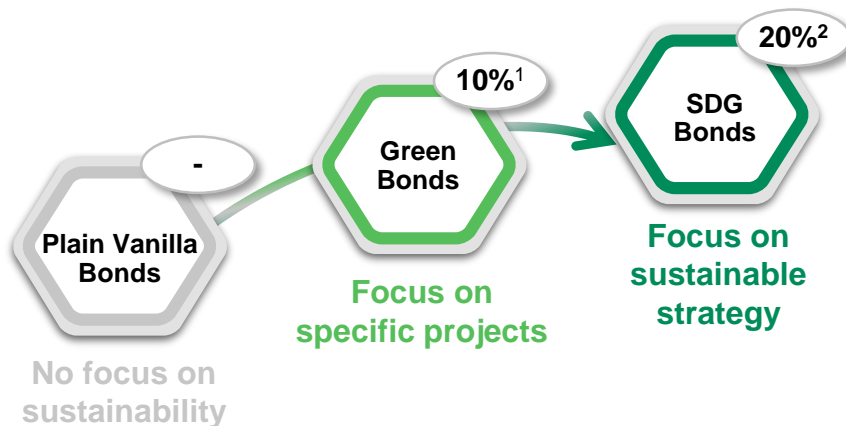 -
Plain Vanilla
Bonds
No focus on
sustainability
10%¹
Green
Bonds
Focus on
specific projects
20%²
SDG
Bonds
Focus on
sustainable
strategy